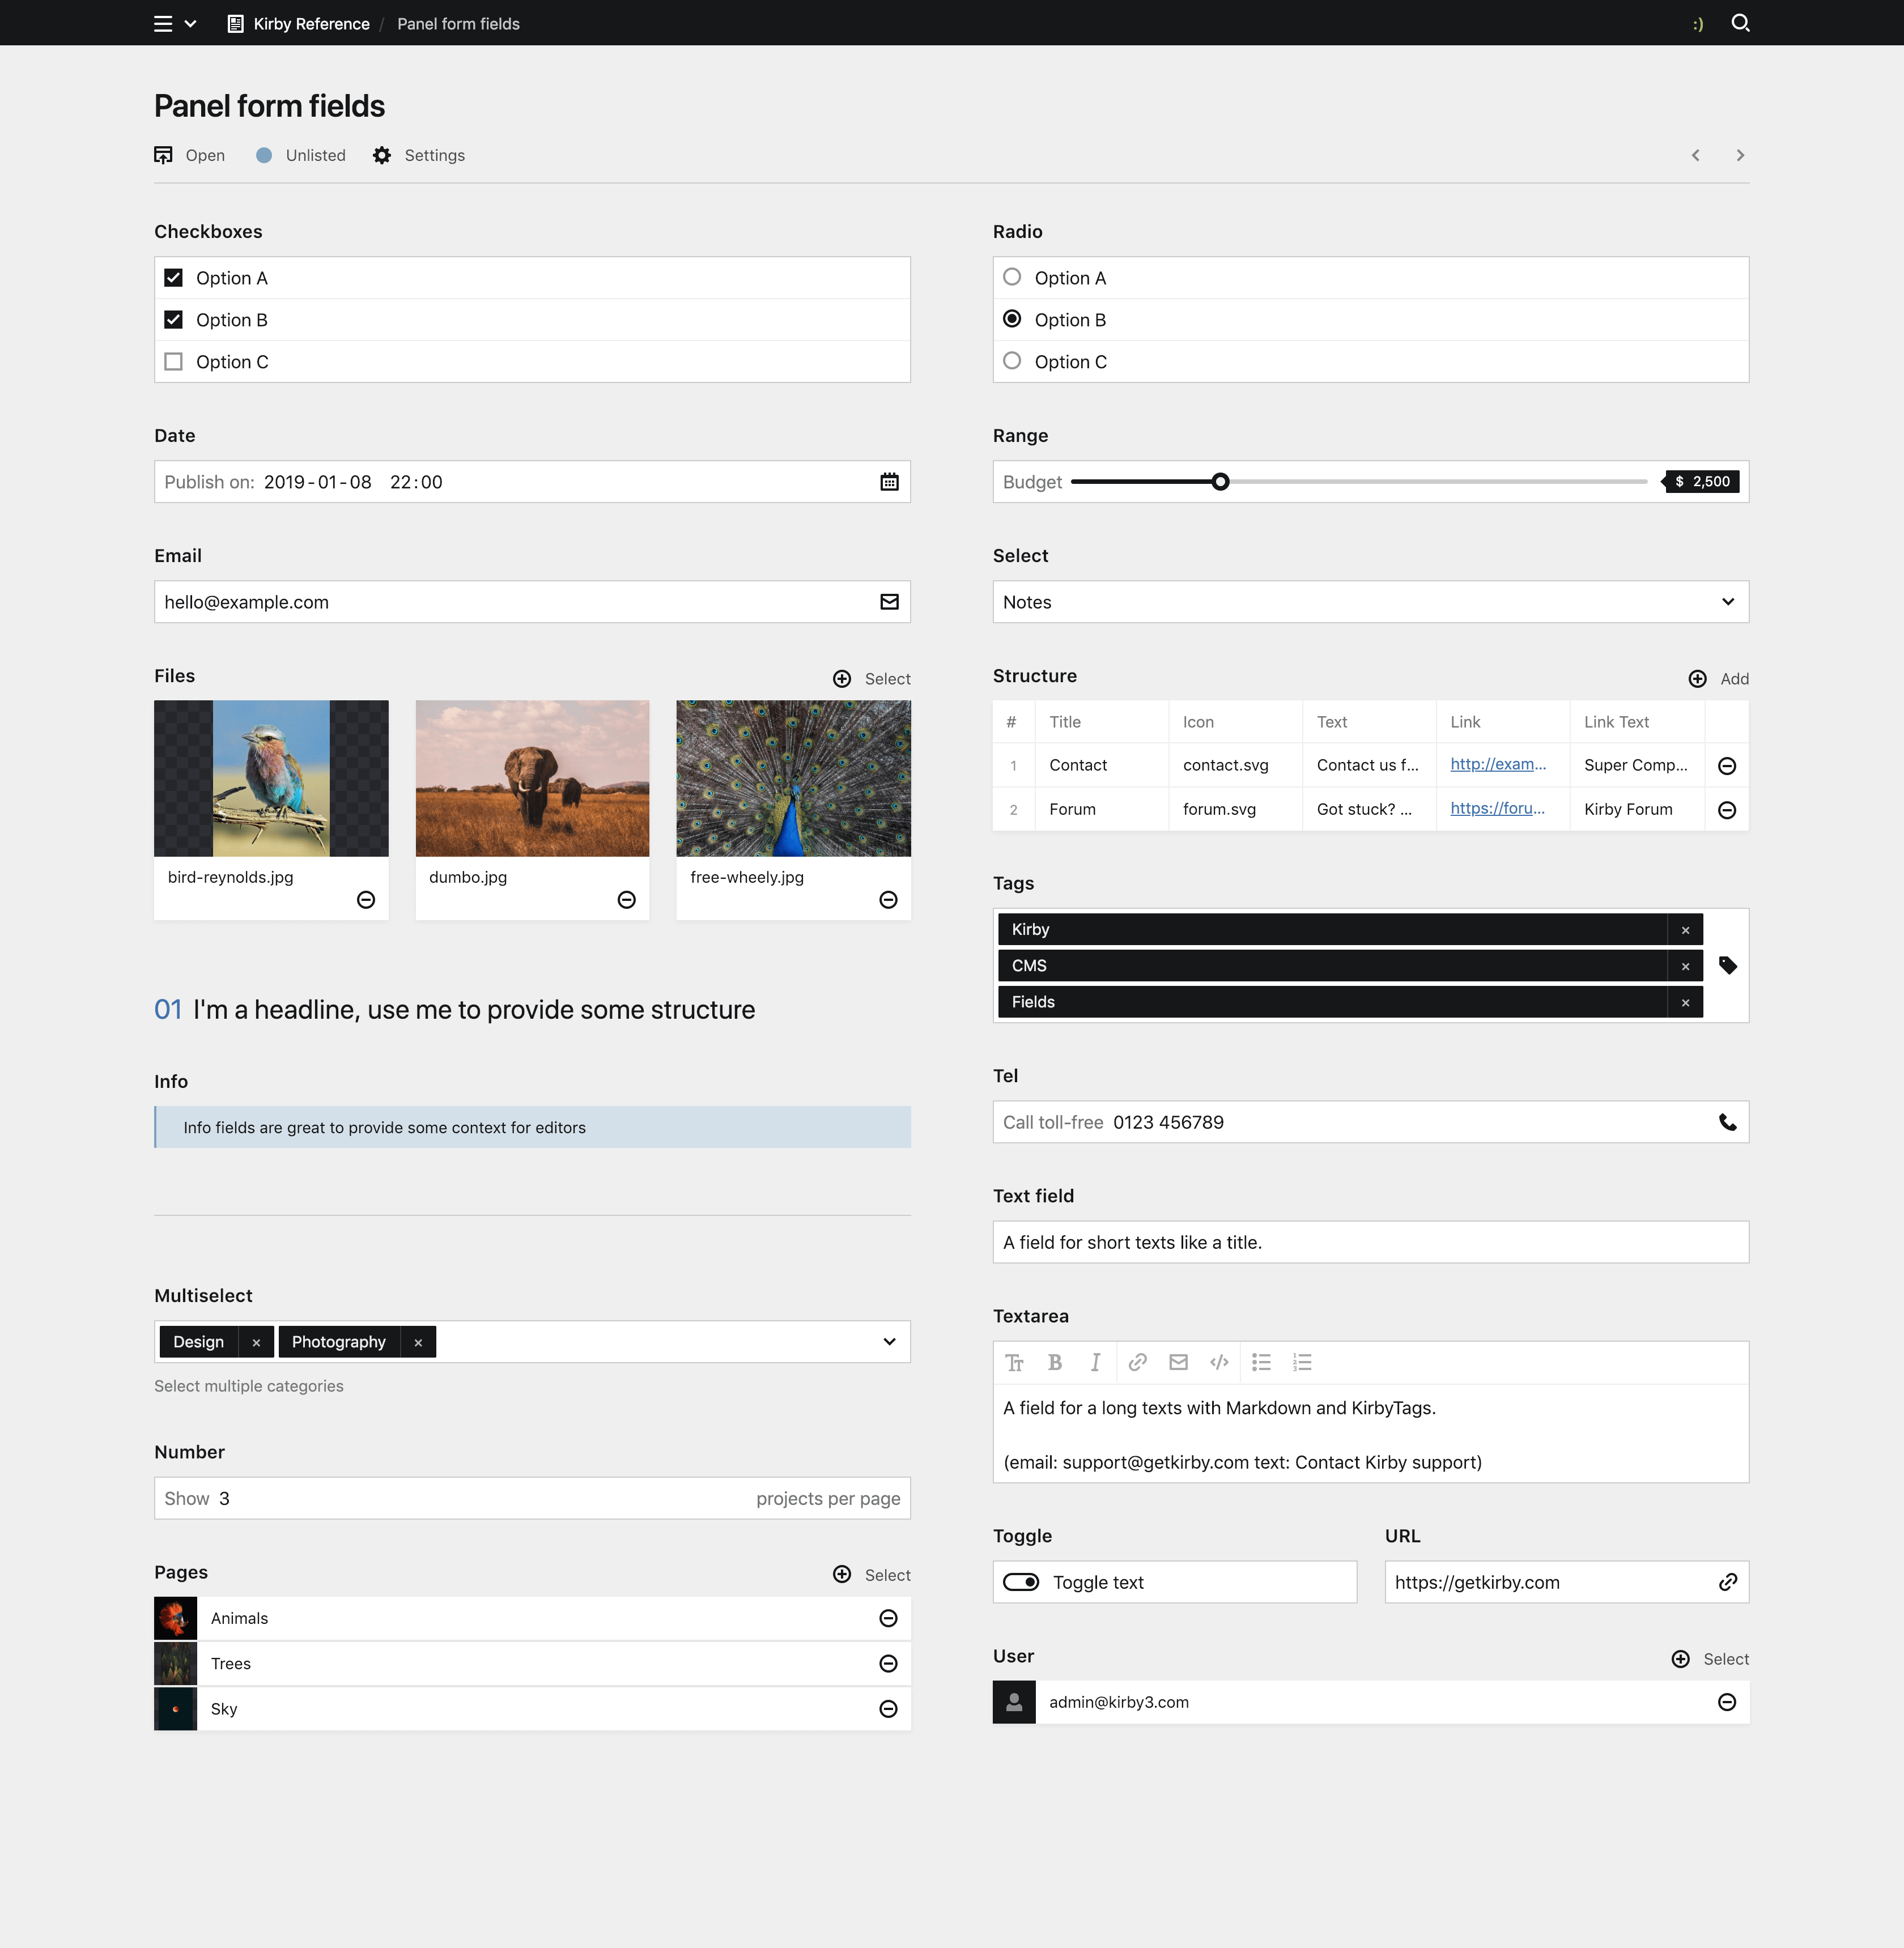 Kirby Reference / Panel form fields
:)
Panel form fields
Open Unlisted Settings
Checkboxes
Option A
Option B
Option C
Date
Publish on: 2019-01-08 22:00
Email
hello@example.com
Files
Select
bird-reynolds.jpg
dumbo.jpg
free-wheely.jpg
01 I'm a headline, use me to provide some structure
Info
Info fields are great to provide some context for editors
Multiselect
Design ×
Photography ×
Select multiple categories
Number
Show 3 projects per page
Pages
Select
Animals
Trees
Sky
Radio
Option A
Option B
Option C
Range
Budget $ 2,500
Select
Notes
Structure
Add
# Title Icon Text Link Link Text
1 Contact contact.svg Contact us f... http://exam... Super Comp...
2 Forum forum.svg Got stuck? ... https://foru... Kirby Forum
Tags
Kirby ×
CMS ×
Fields ×
Tel
Call toll-free 0123 456789
Text field
A field for short texts like a title.
Textarea
A field for a long texts with Markdown and KirbyTags.
(email: support@getkirby.com text: Contact Kirby support)
Toggle
Toggle text
URL
https://getkirby.com
User
Select
admin@kirby3.com